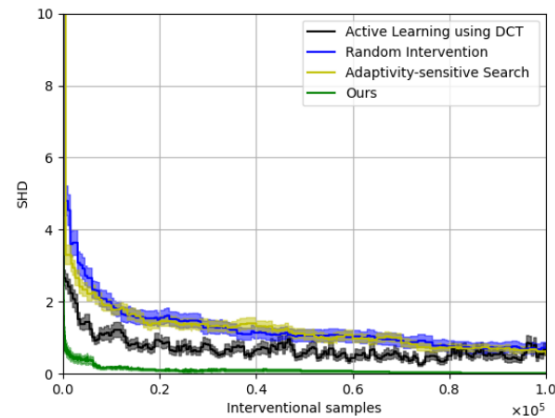 10
8
6
4
2
0
SHD
Active Learning using DCT
Random Intervention
Adaptivity-sensitive Search
Ours
0.0 0.2 0.4 0.6 0.8 1.0
Interventional samples
×10⁵